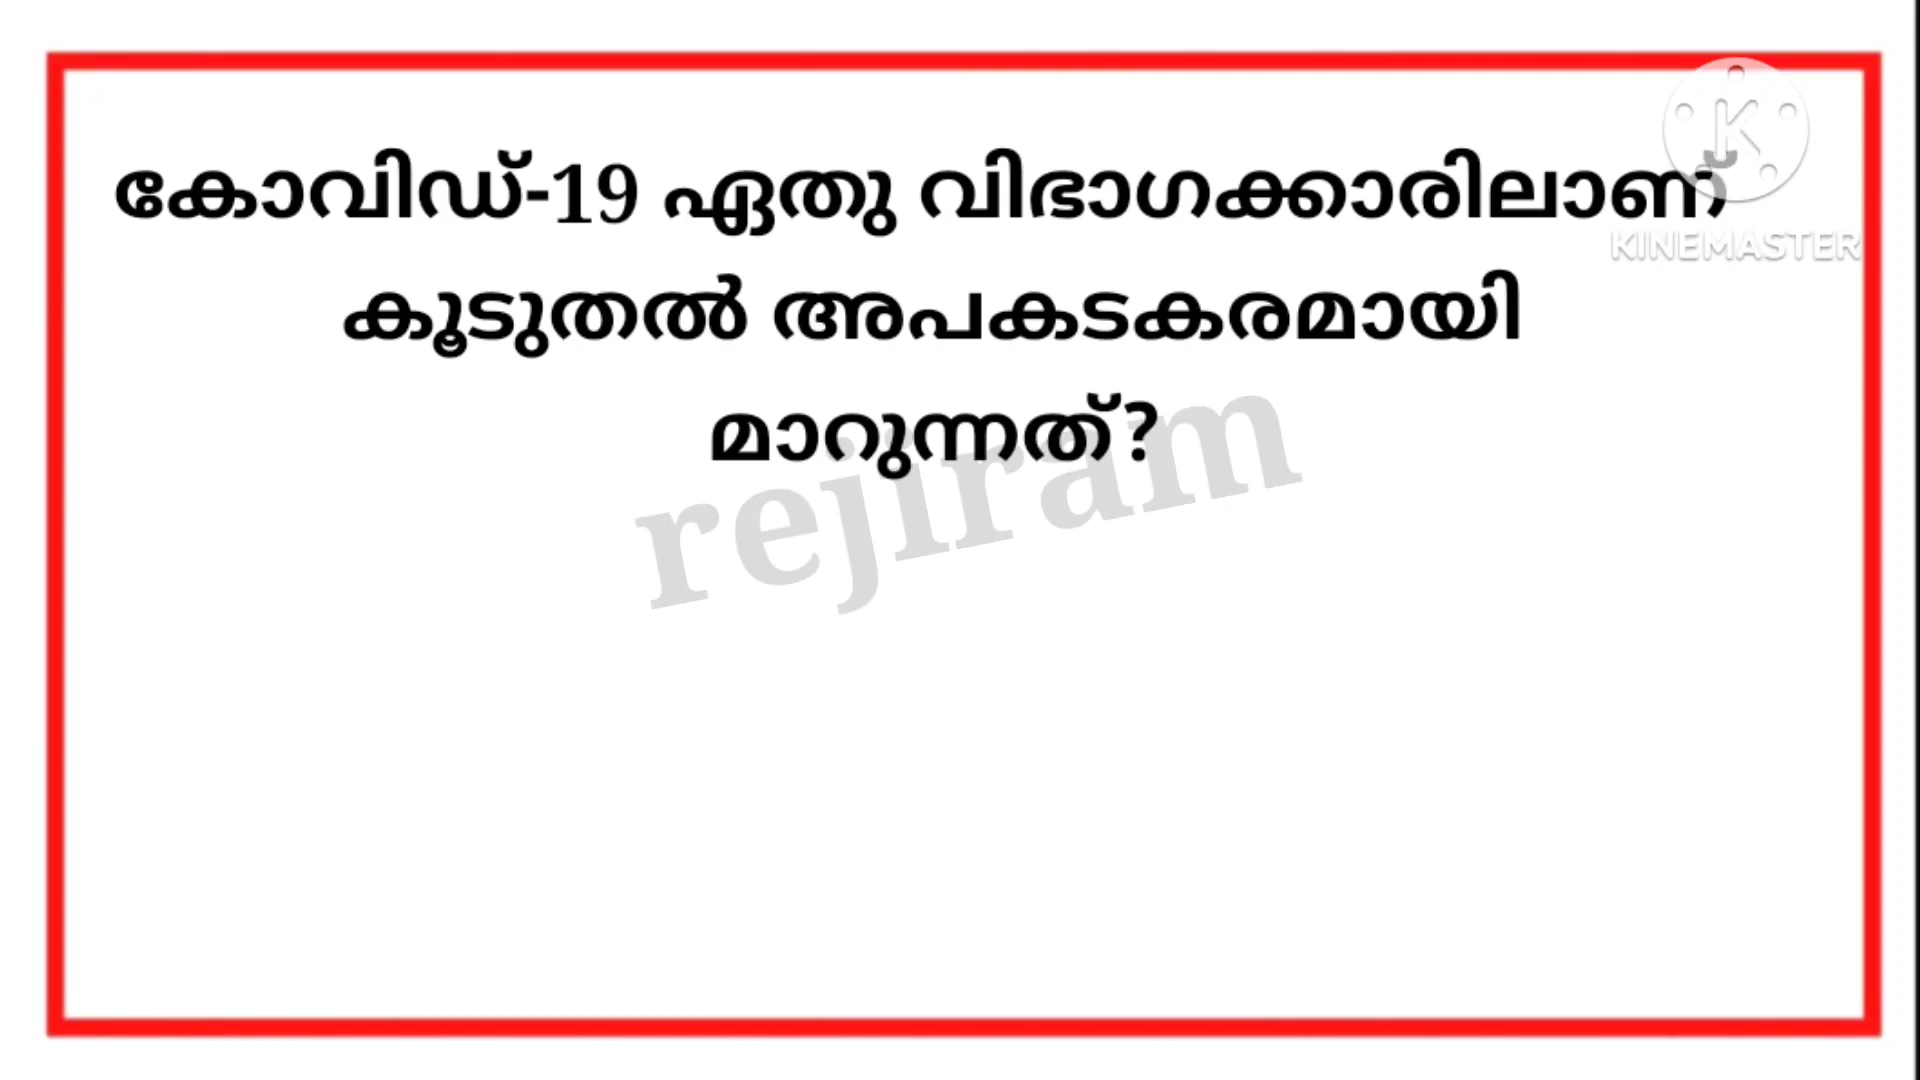 കോവിഡ്-19 ഏതു വിഭാഗക്കാരിലാണ്
KINEMASTER
കൂടുതൽ അപകടകരമായി
മാറുന്നത്?
rejiram